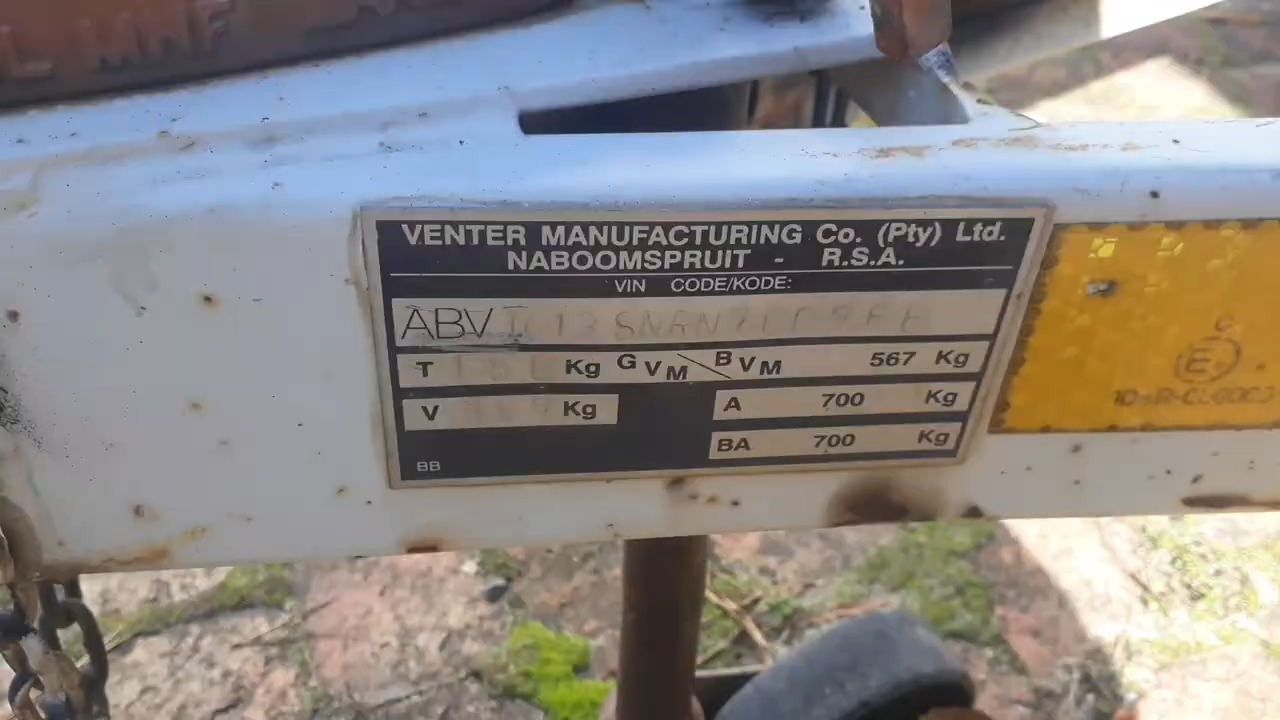 VENTER MANUFACTURING Co. (Pty) Ltd.
NABOOMSPRUIT - R.S.A.
VIN CODE/KODE:
ABV
T Kg GVM BVM 567 Kg
V Kg A 700 Kg
BA 700 Kg
BB
E